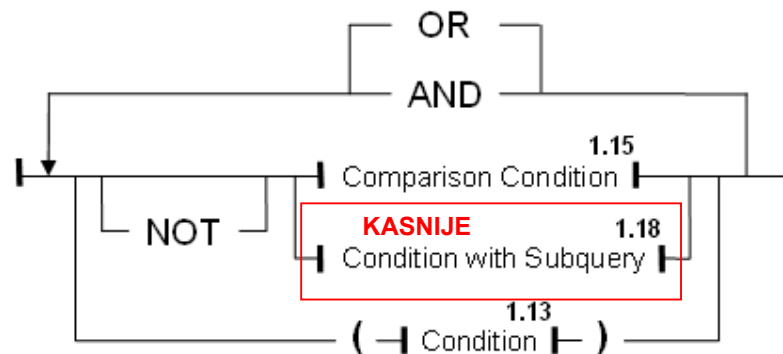 OR
AND
1.15
Comparison Condition
NOT
KASNIJE 1.18
Condition with Subquery
1.13
( Condition )